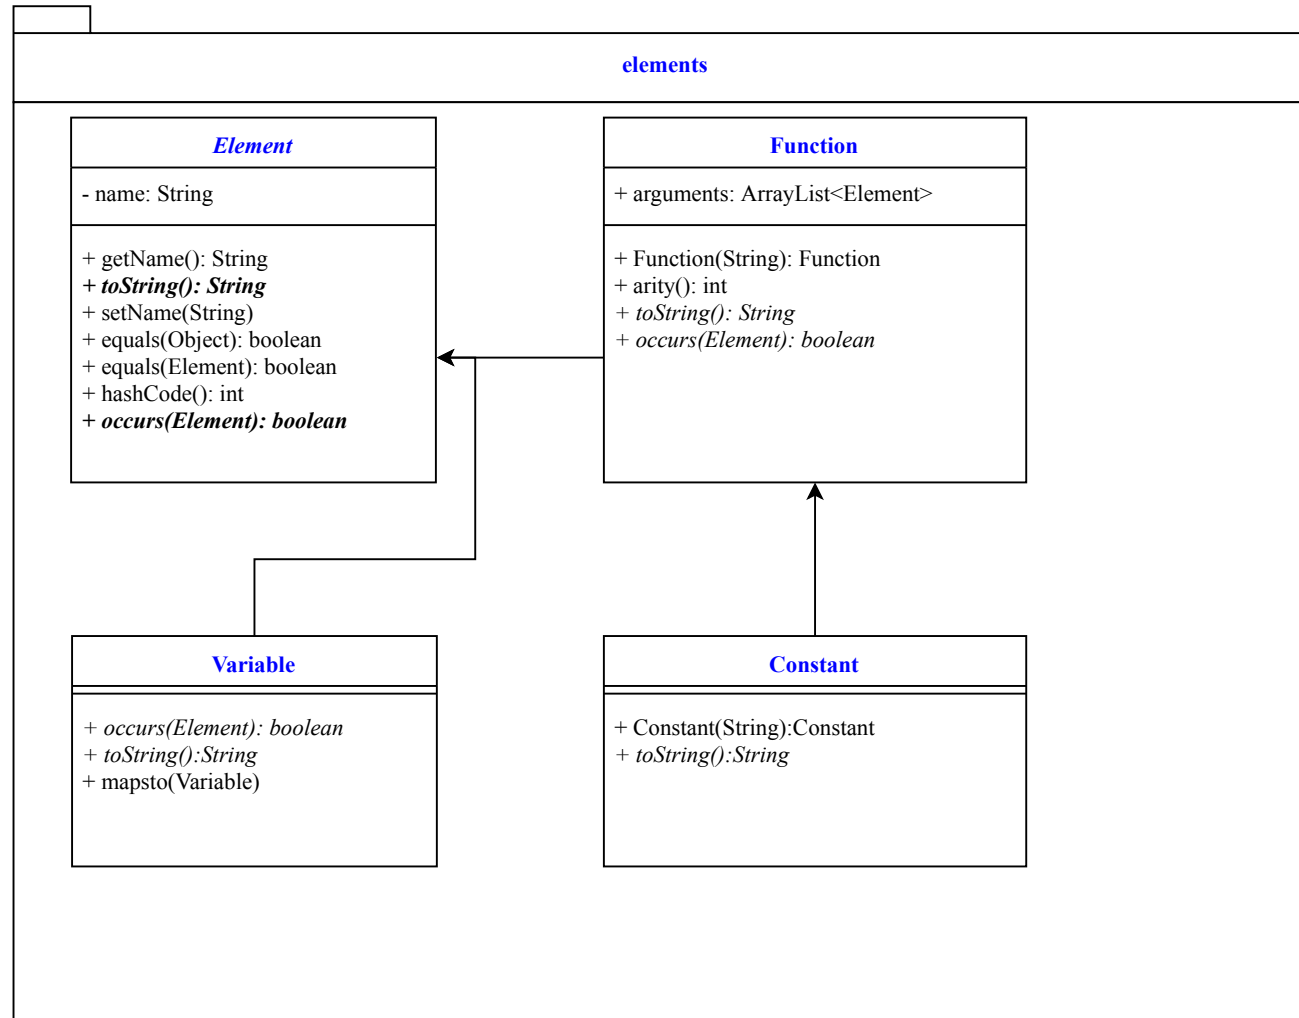 elements
Element
- name: String
+ getName(): String
+ toString(): String
+ setName(String)
+ equals(Object): boolean
+ equals(Element): boolean
+ hashCode(): int
+ occurs(Element): boolean
Function
+ arguments: ArrayList<Element>
+ Function(String): Function
+ arity(): int
+ toString(): String
+ occurs(Element): boolean
Variable
+ occurs(Element): boolean
+ toString():String
+ mapsto(Variable)
Constant
+ Constant(String):Constant
+ toString():String